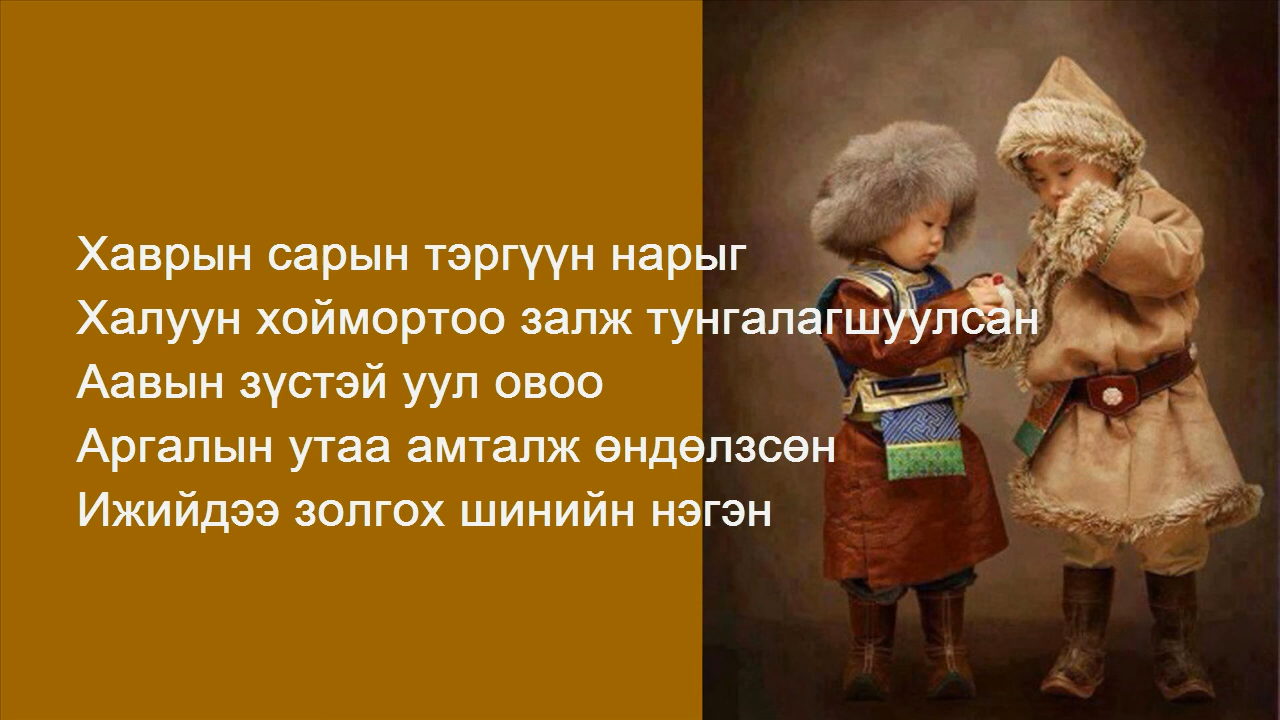 Хаврын сарын тэргүүн нарыг
Халуун хоймортоо залж тунгалагшуулсан
Аавын зүстэй уул овоо
Аргалын утаа амталж өндөлзсөн
Ижийдээ золгох шинийн нэгэн